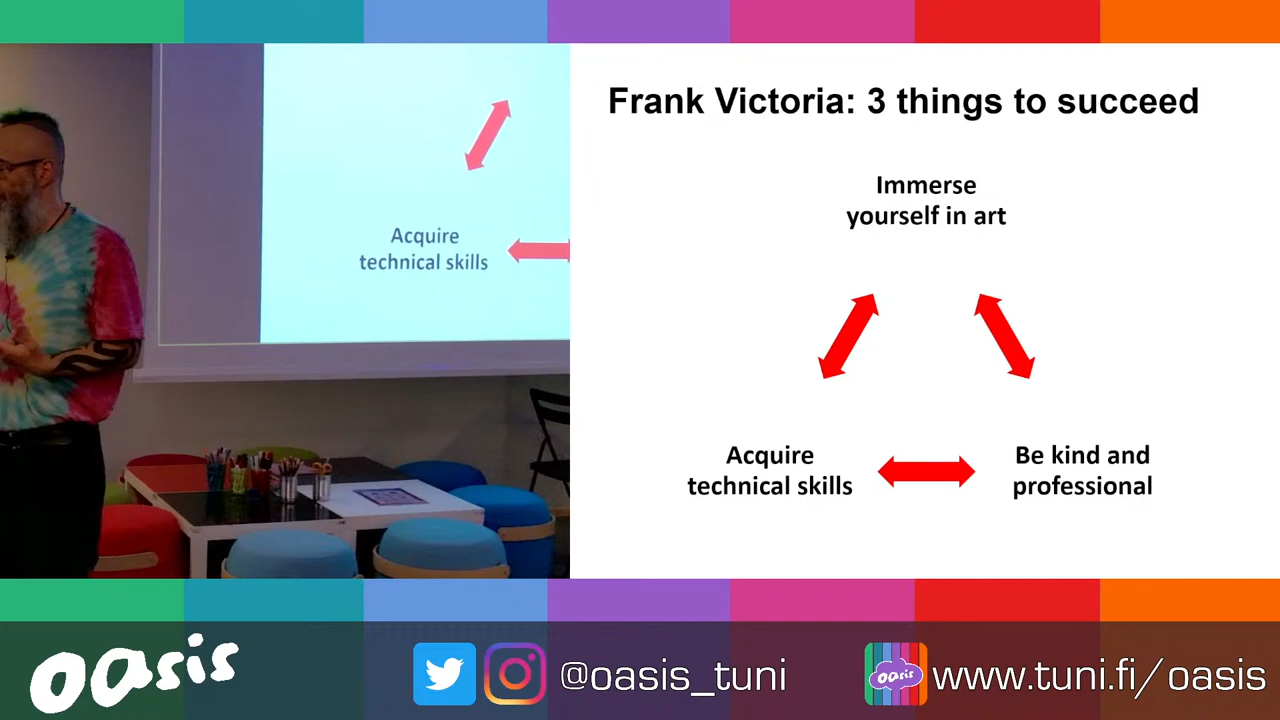 Acquire
technical skills
Frank Victoria: 3 things to succeed
Immerse
yourself in art
Acquire
technical skills
Be kind and
professional
oasis
@oasis_tuni
oasis
www.tuni.fi/oasis